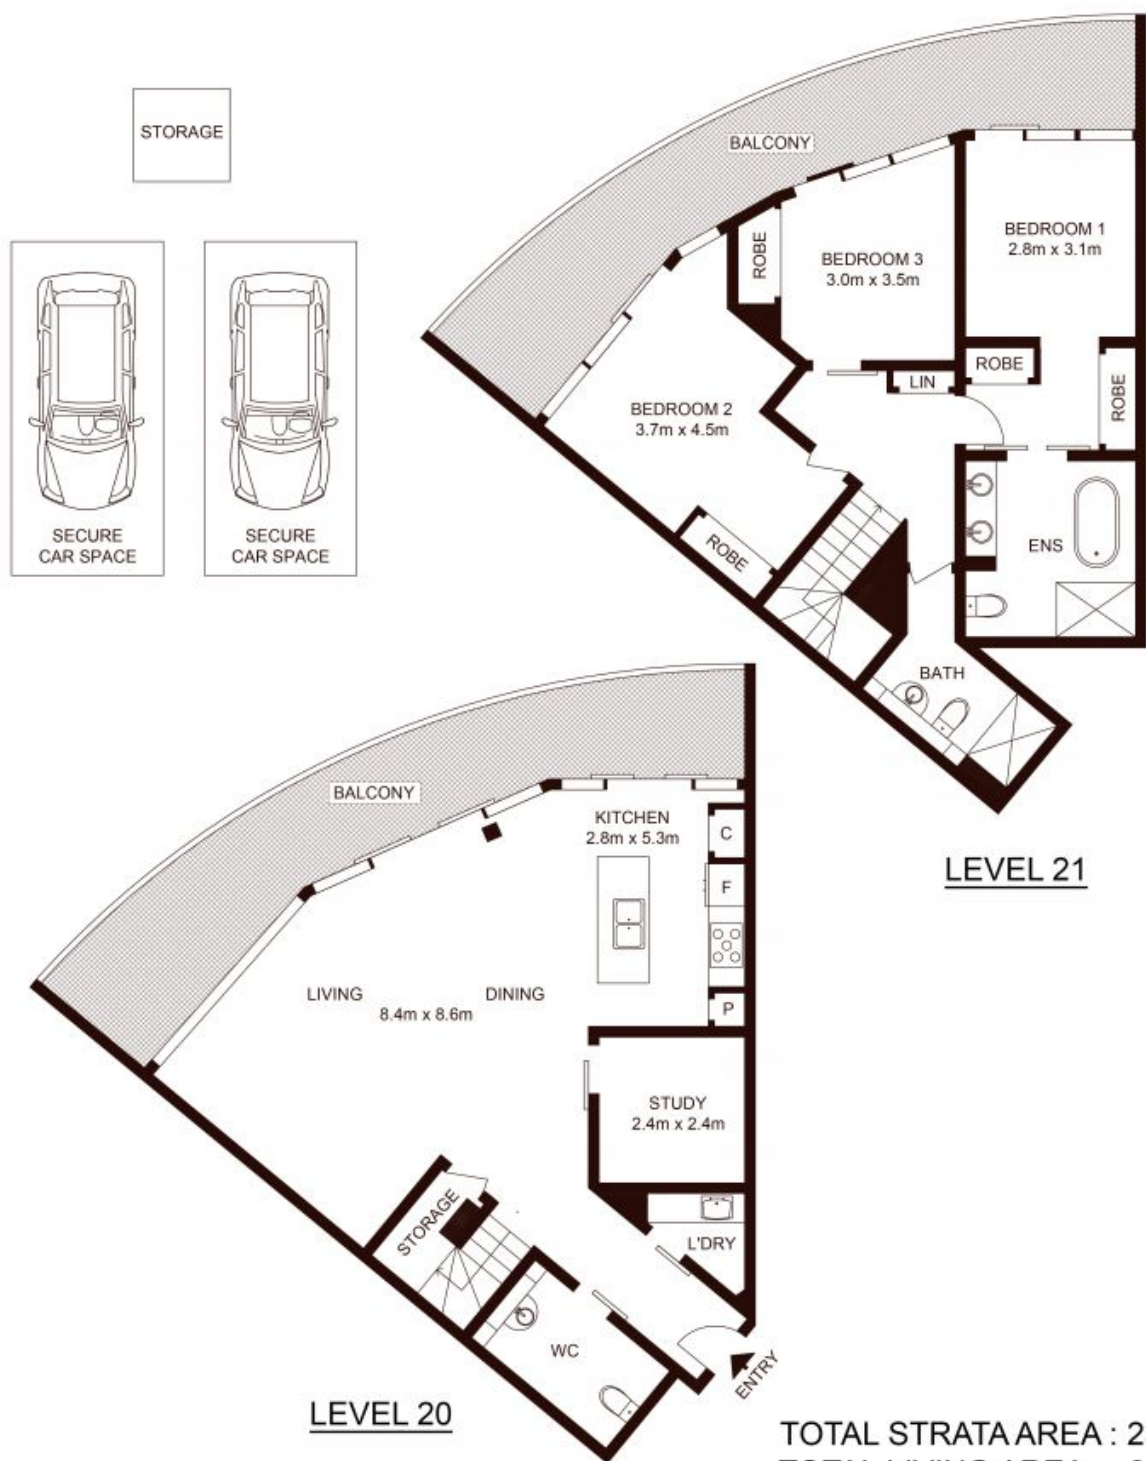 STORAGE
SECURE
CAR SPACE
SECURE
CAR SPACE
BALCONY
BEDROOM 1
2.8m x 3.1m
ROBE
BEDROOM 3
3.0m x 3.5m
ROBE
LIN
ROBE
BEDROOM 2
3.7m x 4.5m
ROBE
ENS
BATH
LEVEL 21
BALCONY
KITCHEN
2.8m x 5.3m
C
F
P
LIVING
DINING
8.4m x 8.6m
STUDY
2.4m x 2.4m
STORAGE
L'DRY
WC
ENTRY
LEVEL 20
TOTAL STRATA AREA : 2